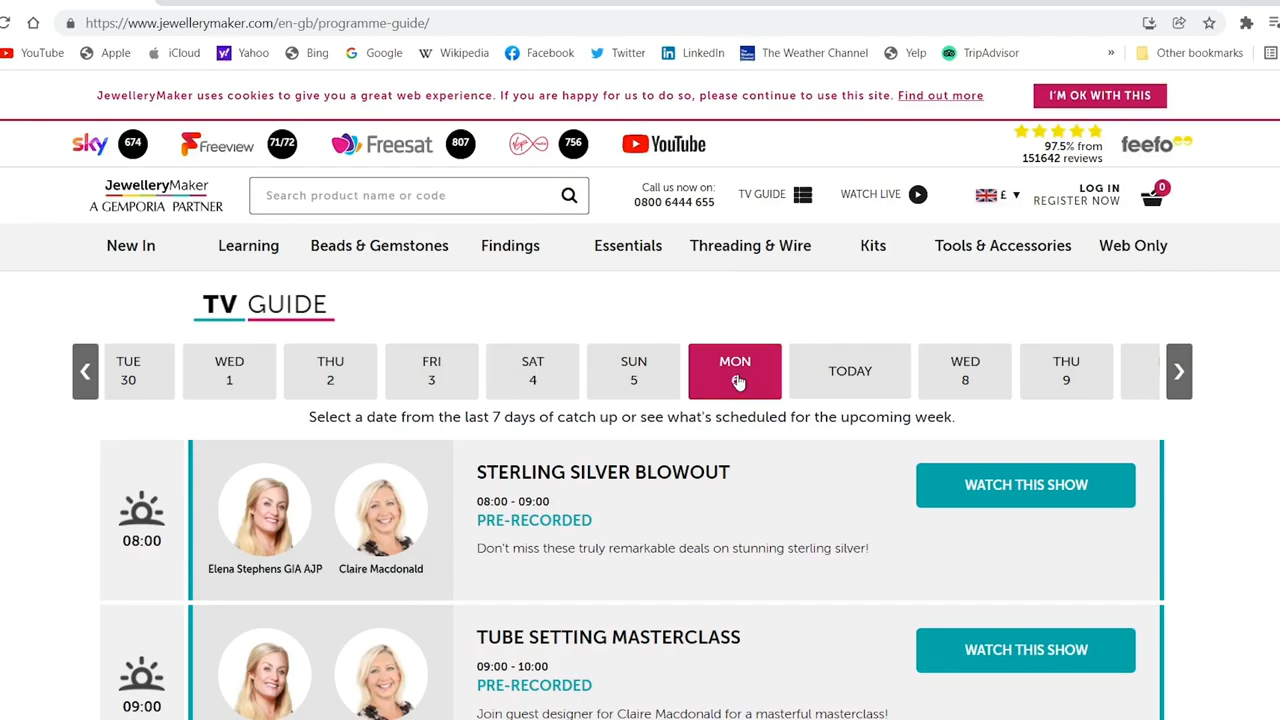 https://www.jewellerymaker.com/en-gb/programme-guide/
YouTube Apple iCloud Yahoo Bing Google Wikipedia Facebook Twitter LinkedIn The Weather Channel Yelp TripAdvisor » Other bookmarks
JewelleryMaker uses cookies to give you a great web experience. If you are happy for us to do so, please continue to use this site. Find out more I'M OK WITH THIS
sky 674 Freeview 71/72 Freesat 807 756 YouTube 97.5% from 151642 reviews feefo
JewelleryMaker
A GEMPORIA PARTNER
Search product name or code
Call us now on:
0800 6444 655
TV GUIDE WATCH LIVE £ ▼ LOG IN
REGISTER NOW
0
New In Learning Beads & Gemstones Findings Essentials Threading & Wire Kits Tools & Accessories Web Only
TV GUIDE
TUE WED THU FRI SAT SUN MON TODAY WED THU
30 1 2 3 4 5 8 9
Select a date from the last 7 days of catch up or see what's scheduled for the upcoming week.
08:00
Elena Stephens GIA AJP Claire Macdonald
STERLING SILVER BLOWOUT
08:00 - 09:00
PRE-RECORDED
Don't miss these truly remarkable deals on stunning sterling silver!
WATCH THIS SHOW
09:00
TUBE SETTING MASTERCLASS
09:00 - 10:00
PRE-RECORDED
Join guest designer for Claire Macdonald for a masterful masterclass!
WATCH THIS SHOW